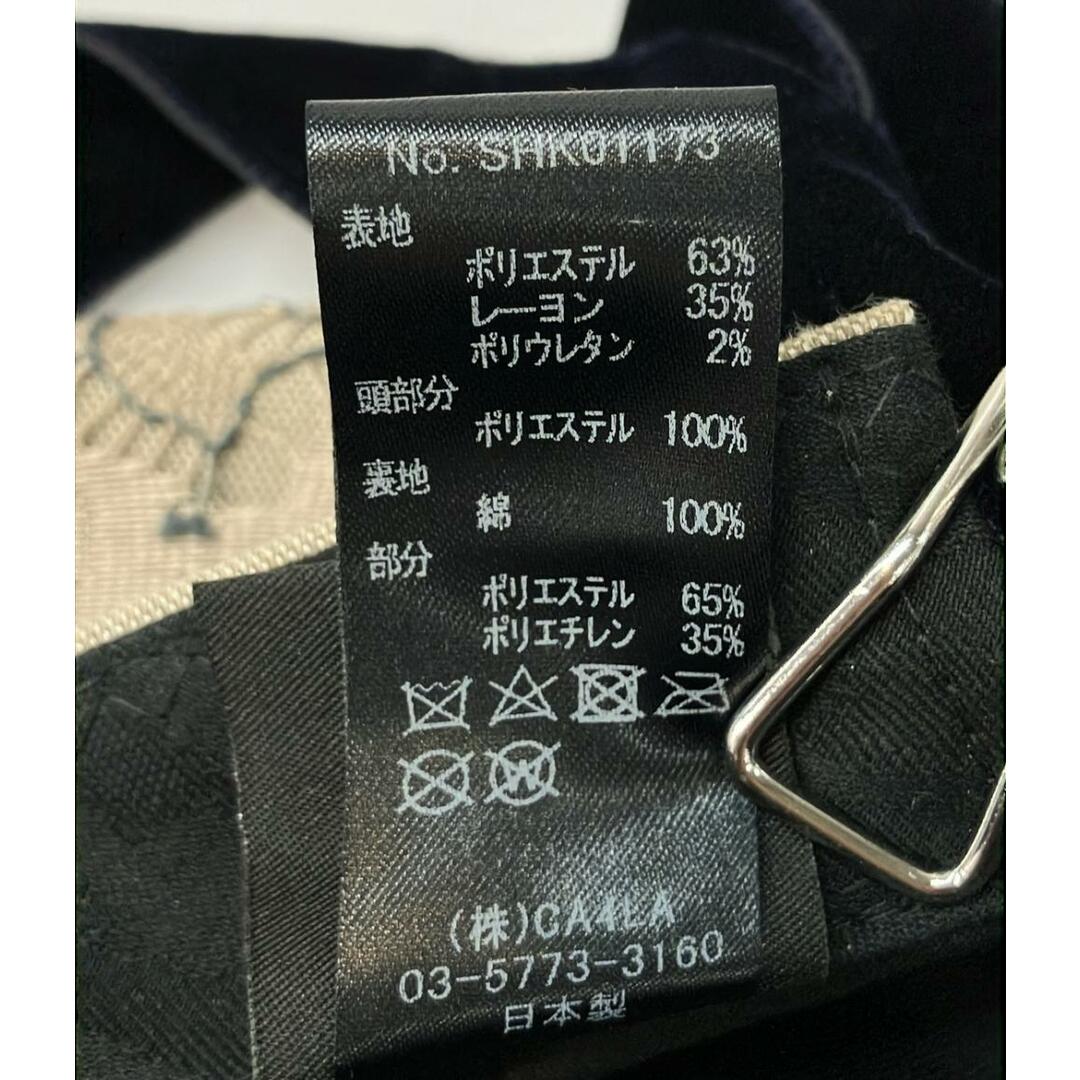 No. SHK01173
表地
ポリエステル 63%
レーヨン 35%
ポリウレタン 2%
頭部分
ポリエステル 100%
裏地
綿 100%
部分
ポリエステル 65%
ポリエチレン 35%
W
(株)CA4LA
03-5773-3160
日本製